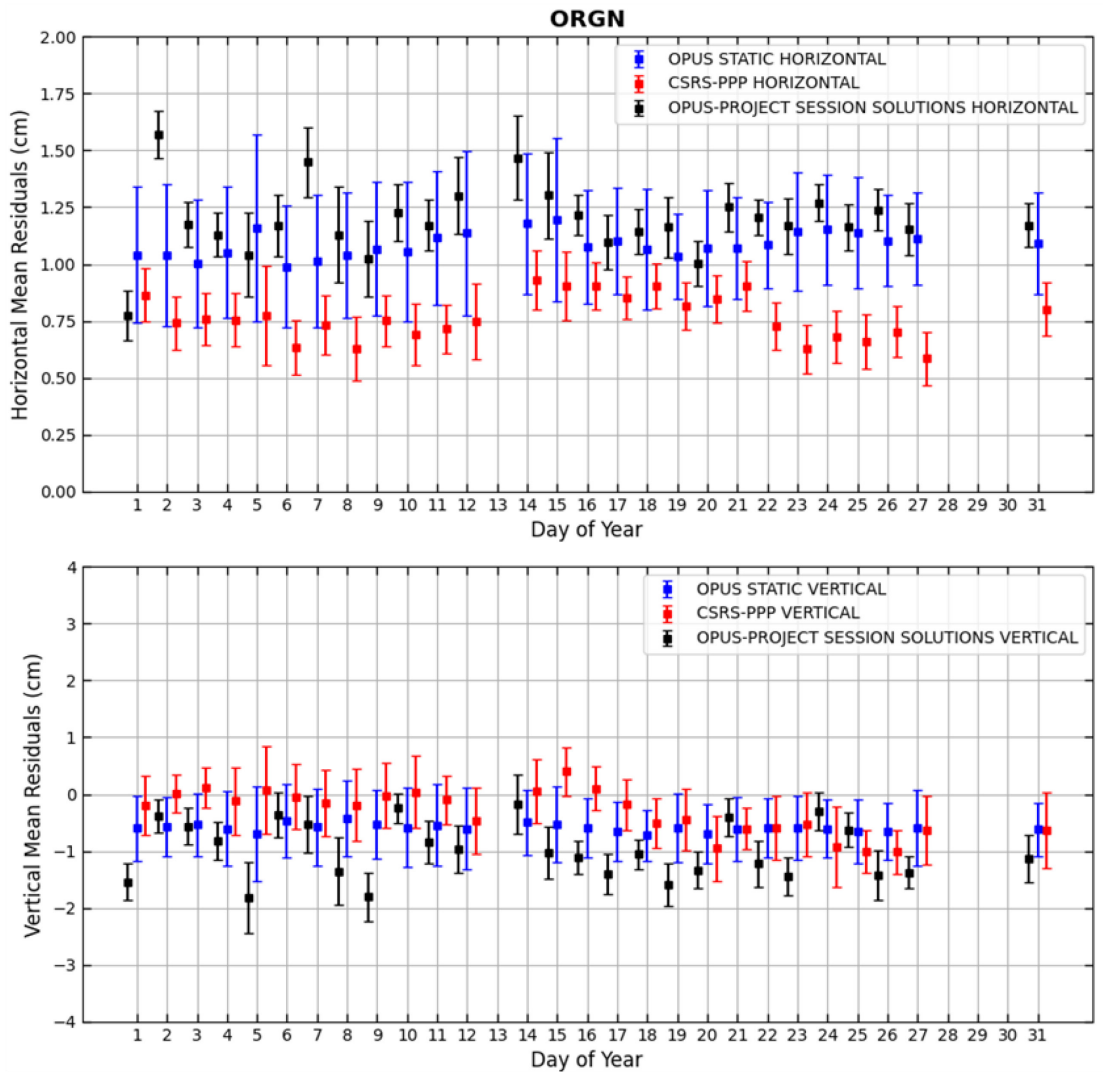 ORGN
2.00
1.75
1.50
1.25
1.00
0.75
0.50
0.25
0.00
Horizontal Mean Residuals (cm)
OPUS STATIC HORIZONTAL
CSRS-PPP HORIZONTAL
OPUS-PROJECT SESSION SOLUTIONS HORIZONTAL
1 2 3 4 5 6 7 8 9 10 11 12 14 15 16 17 18 19 20 21 22 23 24 25 26 27 28 29 30 31
Day of Year
4
3
2
1
0
−1
−2
−3
−4
Vertical Mean Residuals (cm)
OPUS STATIC VERTICAL
CSRS-PPP VERTICAL
OPUS-PROJECT SESSION SOLUTIONS VERTICAL
1 2 3 4 5 6 7 8 9 10 11 12 14 15 16 17 18 19 20 21 22 23 24 25 26 27 28 29 30 31
Day of Year